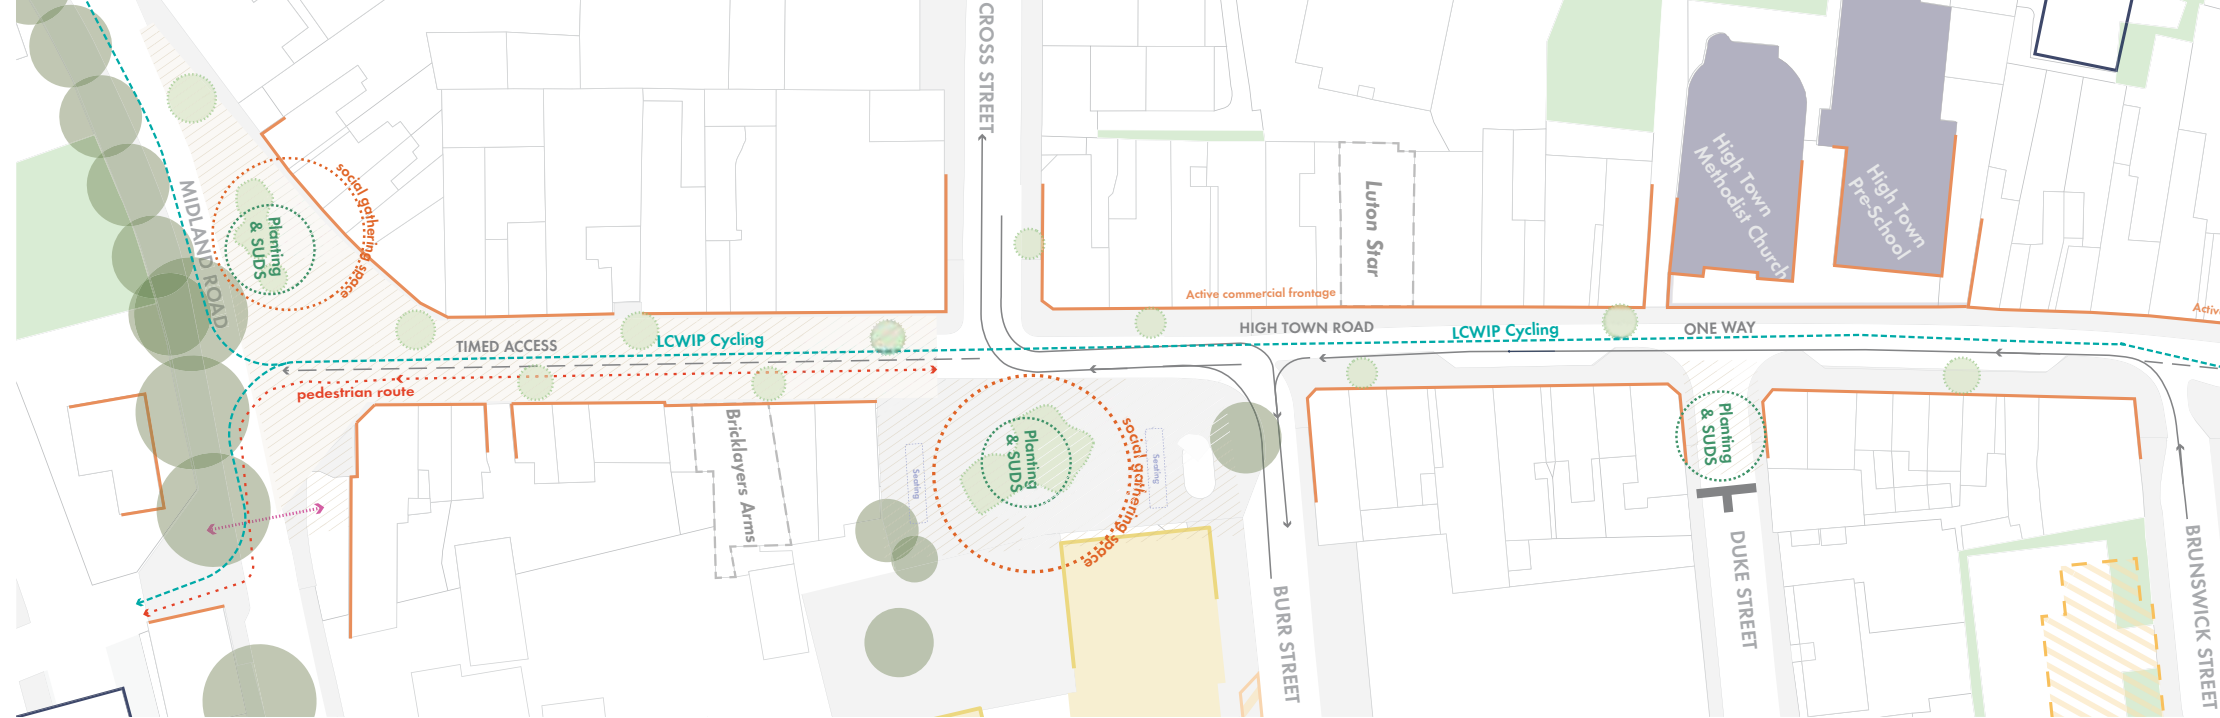 CROSS STREET
MIDLAND ROAD
social gathering space
Planting
& SUDS
TIMED ACCESS
LCWIP Cycling
pedestrian route
Bricklayers Arms
Seating
Planting
& SUDS
social gathering space
Seating
Active commercial frontage
Luton Star
HIGH TOWN ROAD
LCWIP Cycling
ONE WAY
High Town
Methodist Church
High Town
Pre-School
Activ
Planting
& SUDS
BURR STREET
DUKE STREET
BRUNSWICK STREET